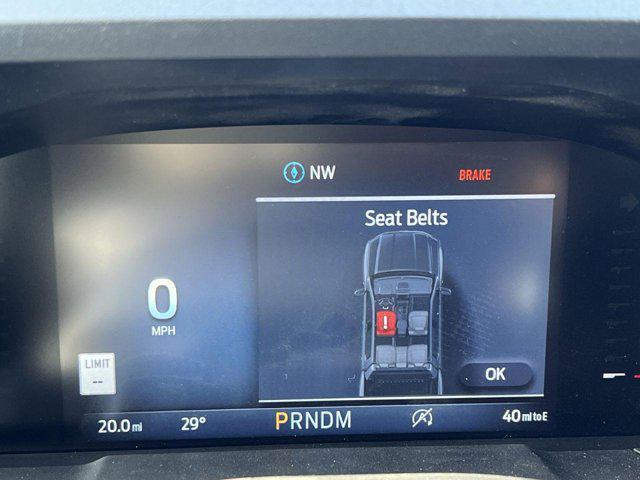 NW
BRAKE
Seat Belts
0
MPH
LIMIT
--
!
OK
20.0 mi
29°
PRNDM
40 mi to E